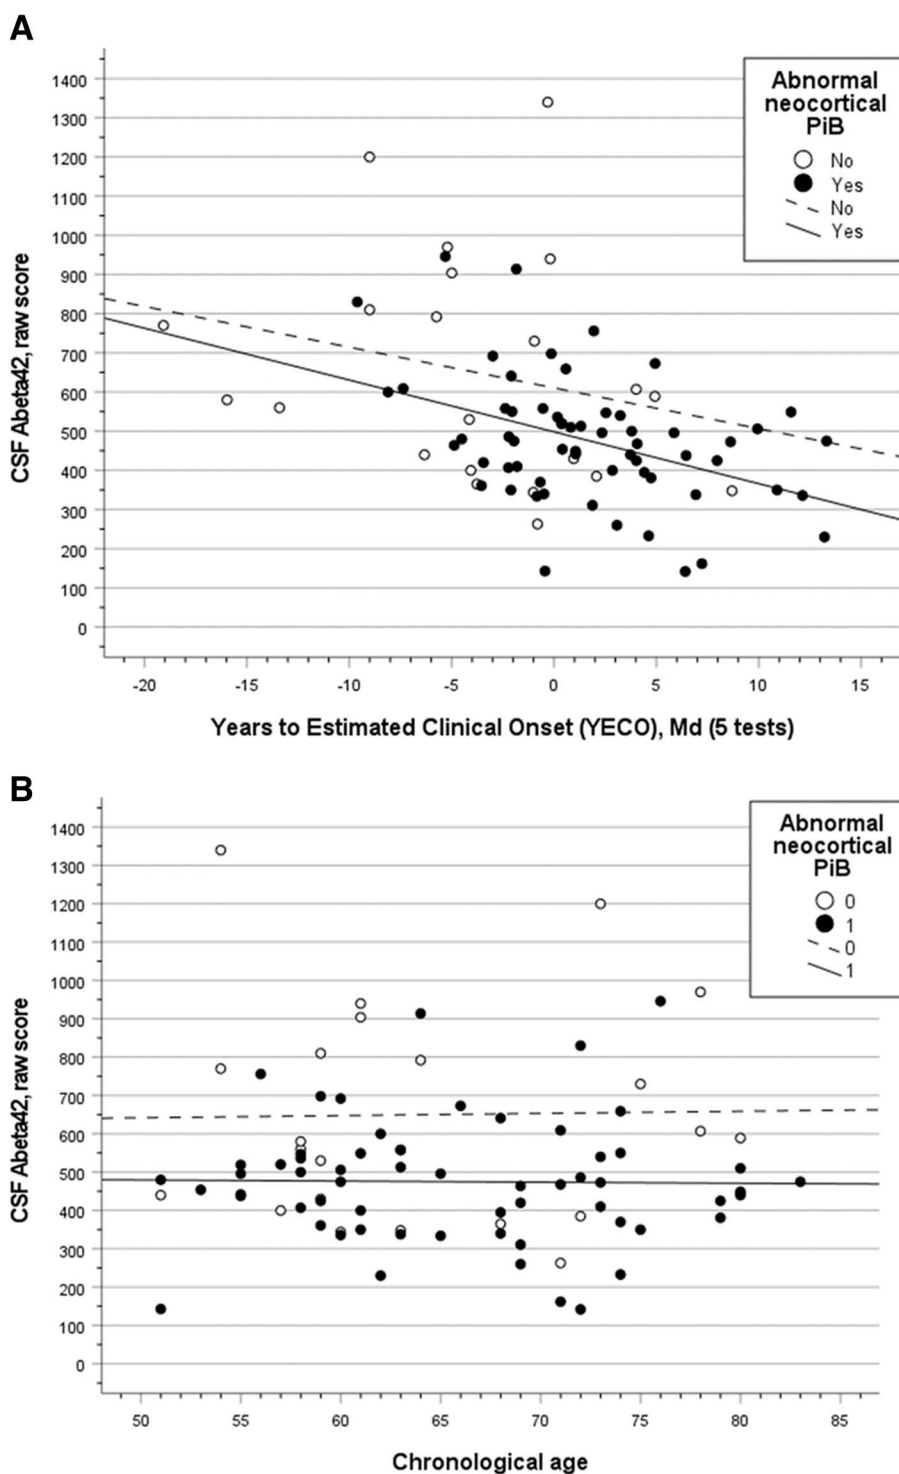 A
Abnormal
neocortical
PiB
No
Yes
No
Yes
1400
1300
1200
1100
1000
900
800
700
600
500
400
300
200
100
0
CSF Abeta42, raw score
-20 -15 -10 -5 0 5 10 15
Years to Estimated Clinical Onset (YECO), Md (5 tests)
B
Abnormal
neocortical
PiB
0
1
0
1
1400
1300
1200
1100
1000
900
800
700
600
500
400
300
200
100
0
CSF Abeta42, raw score
50 55 60 65 70 75 80 85
Chronological age